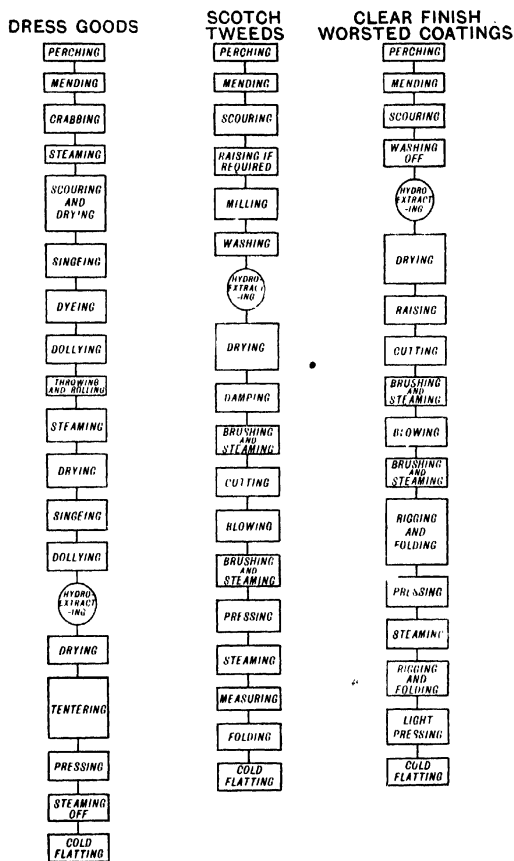 DRESS GOODS
PERCHING
MENDING
CRABBING
STEAMING
SCOURING
AND
DRYING
SINGEING
DYEING
DOLLYING
THROWING
AND ROLLING
STEAMING
DRYING
SINGEING
DOLLYING
HYDRO-
EXTRACT
-ING
DRYING
TENTERING
PRESSING
STEAMING
OFF
COLD
FLATTING
SCOTCH
TWEEDS
PERCHING
MENDING
SCOURING
RAISING IF
REQUIRED
MILLING
WASHING
HYDRO-
EXTRACT
-ING
DRYING
DAMPING
BRUSHING
AND
STEAMING
CUTTING
BLOWING
BRUSHING
AND
STEAMING
PRESSING
STEAMING
MEASURING
FOLDING
COLD
FLATTING
CLEAR FINISH
WORSTED COATINGS
PERCHING
MENDING
SCOURING
WASHING
OFF
HYDRO
EXTRACT
-ING
DRYING
RAISING
CUTTING
BRUSHING
AND
STEAMING
BLOWING
BRUSHING
AND
STEAMING
RIGGING
AND
FOLDING
PRESSING
STEAMING
RIGGING
AND
FOLDING
LIGHT
PRESSING
COLD
FLATTING